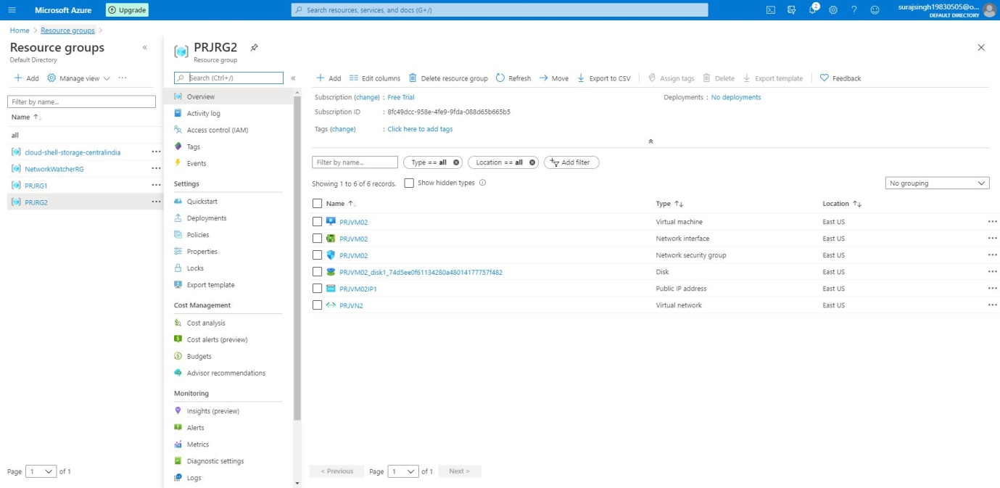 Microsoft Azure
Upgrade
Search resources, services, and docs (G+/)
2
surajsingh19830505@o...
DEFAULT DIRECTORY
Home > Resource groups >
Resource groups
Default Directory
Add Manage view ...
Filter by name...
Name ↑↓
all
cloud-shell-storage-centralindia ...
NetworkWatcherRG ...
PRJRG1 ...
PRJRG2 ...
Page 1 of 1
PRJRG2
Resource group
Search (Ctrl+/)
Overview
Activity log
Access control (IAM)
Tags
Events
Settings
Quickstart
Deployments
Policies
Properties
Locks
Export template
Cost Management
Cost analysis
Cost alerts (preview)
Budgets
Advisor recommendations
Monitoring
Insights (preview)
Alerts
Metrics
Diagnostic settings
Logs
Add Edit columns Delete resource group Refresh Move Export to CSV Assign tags Delete Export template Feedback
Subscription (change) : Free Trial Deployments : No deployments
Subscription ID : 8fc49dcc-958e-4fe9-9fda-088d65b665b5
Tags (change) : Click here to add tags
Filter by name... Type == all Location == all Add filter
Showing 1 to 6 of 6 records. Show hidden types No grouping
Name ↑↓ Type ↑↓ Location ↑↓
PRJVM02 Virtual machine East US ...
PRJVM02 Network interface East US ...
PRJVM02 Network security group East US ...
PRJVM02_disk1_74d5ee0f61134280a48014177757f482 Disk East US ...
PRJVM02IP1 Public IP address East US ...
PRJVN2 Virtual network East US ...
< Previous Page 1 of 1 Next >